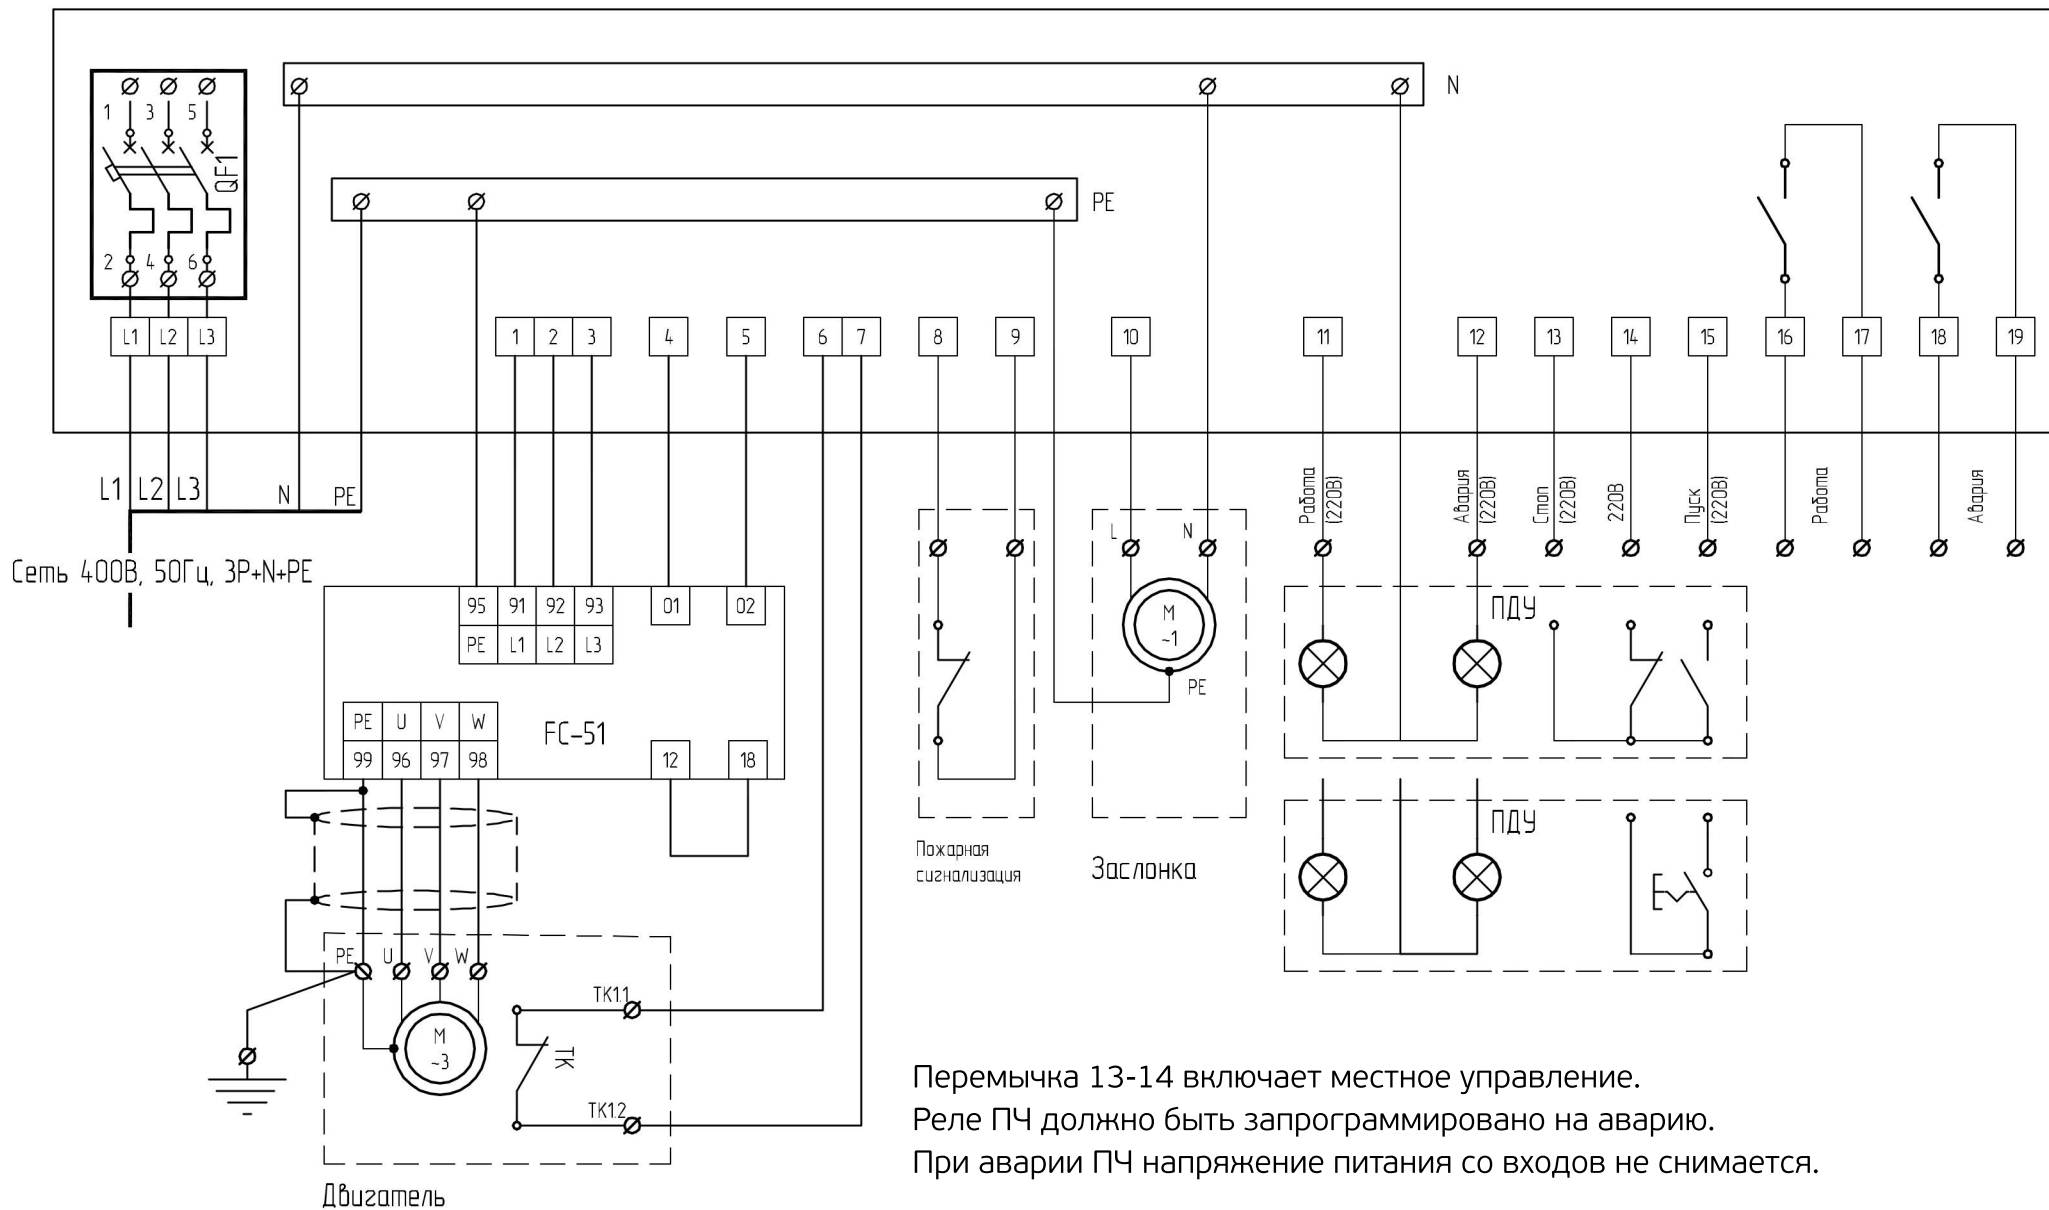 N
1 3 5
QF1
PE
2 4 6
L1 L2 L3 1 2 3 4 5 6 7 8 9 10 11 12 13 14 15 16 17 18 19
L1 L2 L3 N PE
Работа (220В)
Авария (220В)
Стоп (220В)
220В
Пуск (220В)
Работа
Авария
L N
Сеть 400В, 50Гц, 3P+N+PE
95 91 92 93 01 02
ПДУ
PE L1 L2 L3
M
~1
PE
PE U V W
FC-51
99 96 97 98 12 18
ПДУ
Пожарная
сигнализация
Заслонка
PE U V W
TK1.1
M
~3
TK
TK1.2
Двигатель
Перемычка 13-14 включает местное управление.
Реле ПЧ должно быть запрограммировано на аварию.
При аварии ПЧ напряжение питания со входов не снимается.